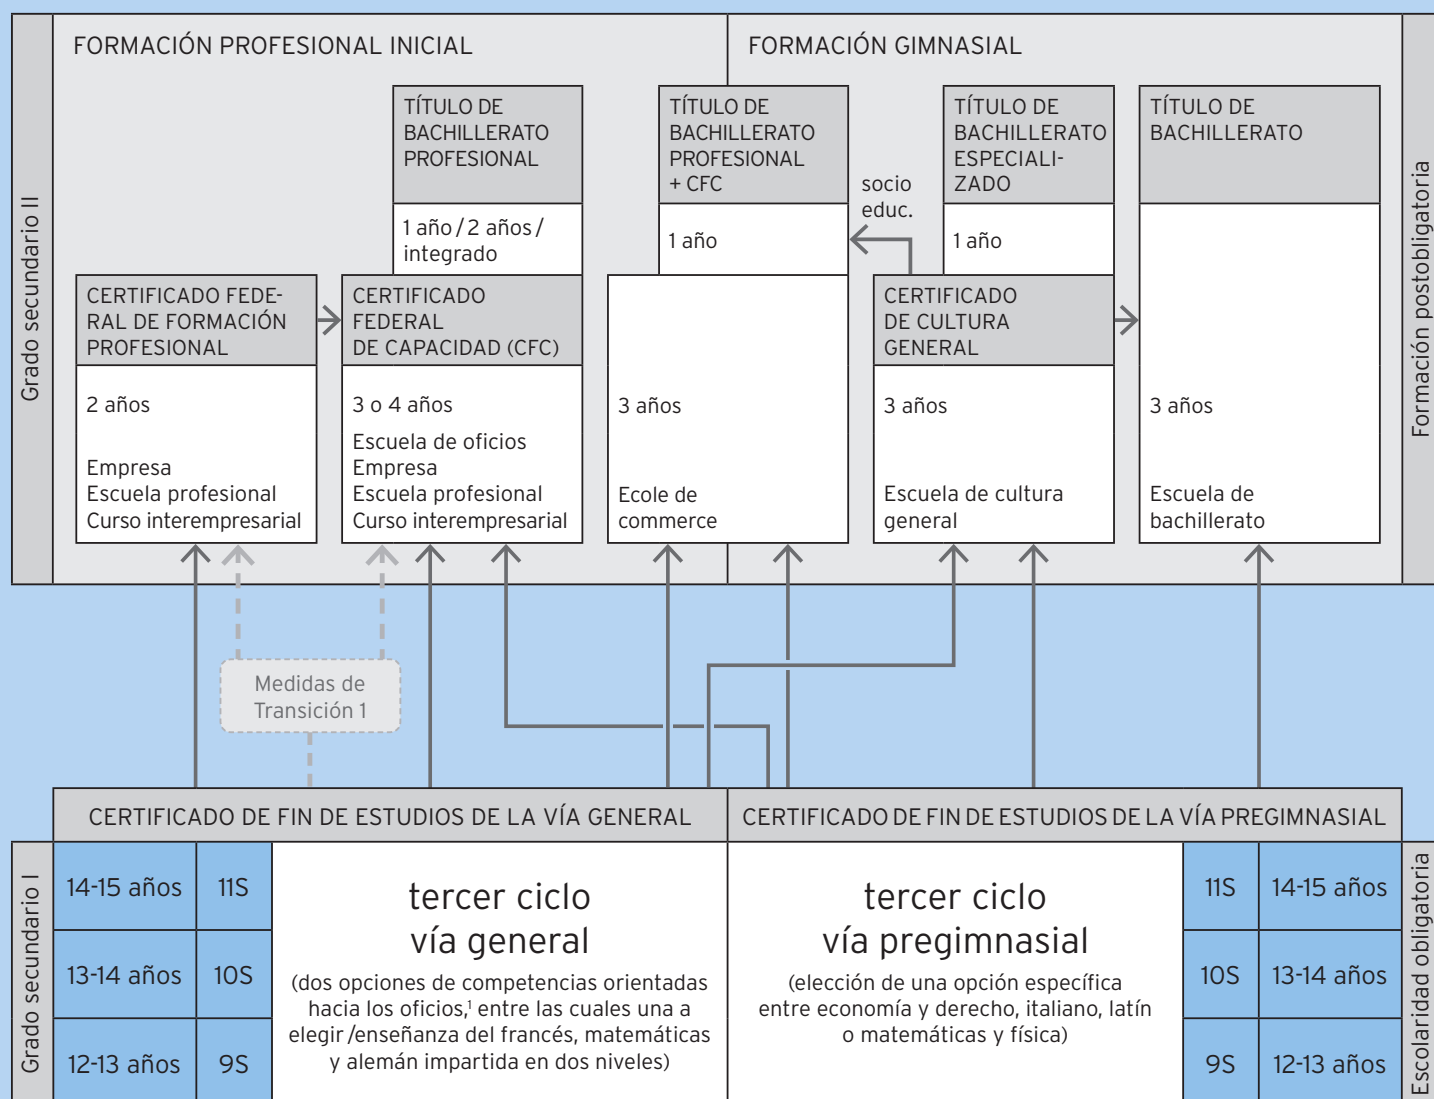 FORMACIÓN PROFESIONAL INICIAL
FORMACIÓN GIMNASIAL
Grado secundario II
Formación postobligatoria
TÍTULO DE
BACHILLERATO
PROFESIONAL
1 año / 2 años /
integrado
TÍTULO DE
BACHILLERATO
PROFESIONAL
+ CFC
1 año
socio
educ.
TÍTULO DE
BACHILLERATO
ESPECIALI-
ZADO
1 año
TÍTULO DE
BACHILLERATO
CERTIFICADO FEDE-
RAL DE FORMACIÓN
PROFESIONAL
2 años
Empresa
Escuela profesional
Curso interempresarial
CERTIFICADO
FEDERAL
DE CAPACIDAD (CFC)
3 o 4 años
Escuela de oficios
Empresa
Escuela profesional
Curso interempresarial
3 años
Ecole de
commerce
CERTIFICADO
DE CULTURA
GENERAL
3 años
Escuela de cultura
general
3 años
Escuela de
bachillerato
Medidas de
Transición 1
CERTIFICADO DE FIN DE ESTUDIOS DE LA VÍA GENERAL
CERTIFICADO DE FIN DE ESTUDIOS DE LA VÍA PREGIMNASIAL
Grado secundario I
14-15 años
11S
13-14 años
10S
12-13 años
9S
tercer ciclo
vía general
(dos opciones de competencias orientadas
hacia los oficios,¹ entre las cuales una a
elegir/enseñanza del francés, matemáticas
y alemán impartida en dos niveles)
tercer ciclo
vía pregimnasial
(elección de una opción específica
entre economía y derecho, italiano, latín
o matemáticas y física)
11S
14-15 años
10S
13-14 años
9S
12-13 años
Escolaridad obligatoria